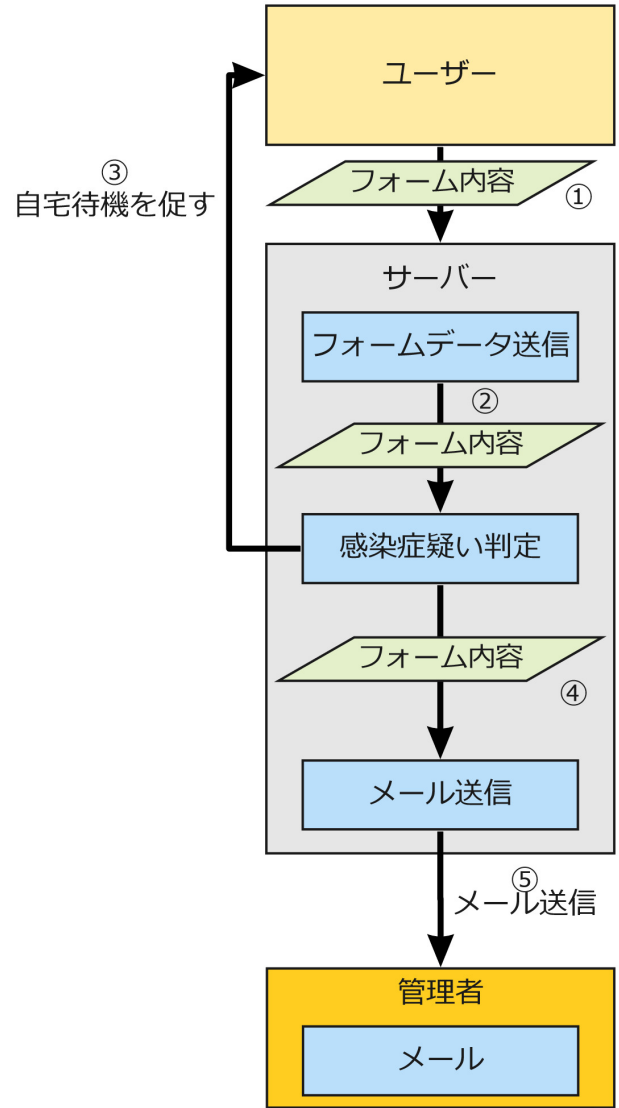 ユーザー
③
自宅待機を促す
フォーム内容
①
サーバー
フォームデータ送信
②
フォーム内容
感染症疑い判定
フォーム内容
④
メール送信
⑤
メール送信
管理者
メール